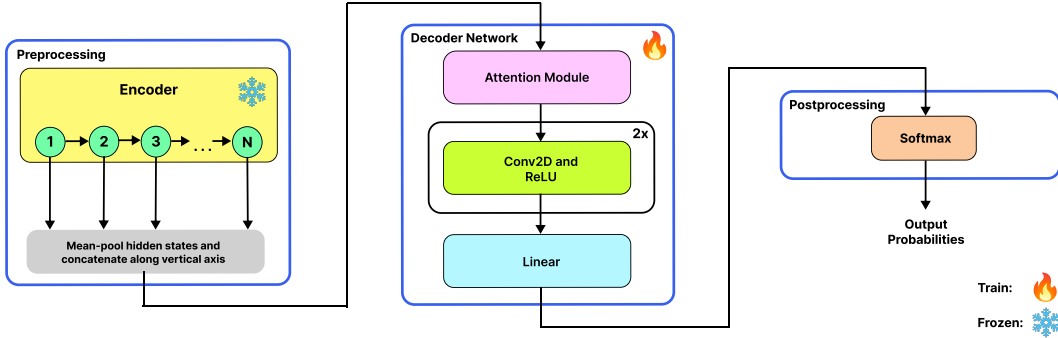 Preprocessing
Encoder
1
2
3
...
N
Mean-pool hidden states and
concatenate along vertical axis
Decoder Network
Attention Module
2x
Conv2D and
ReLU
Linear
Postprocessing
Softmax
Output
Probabilities
Train:
Frozen: